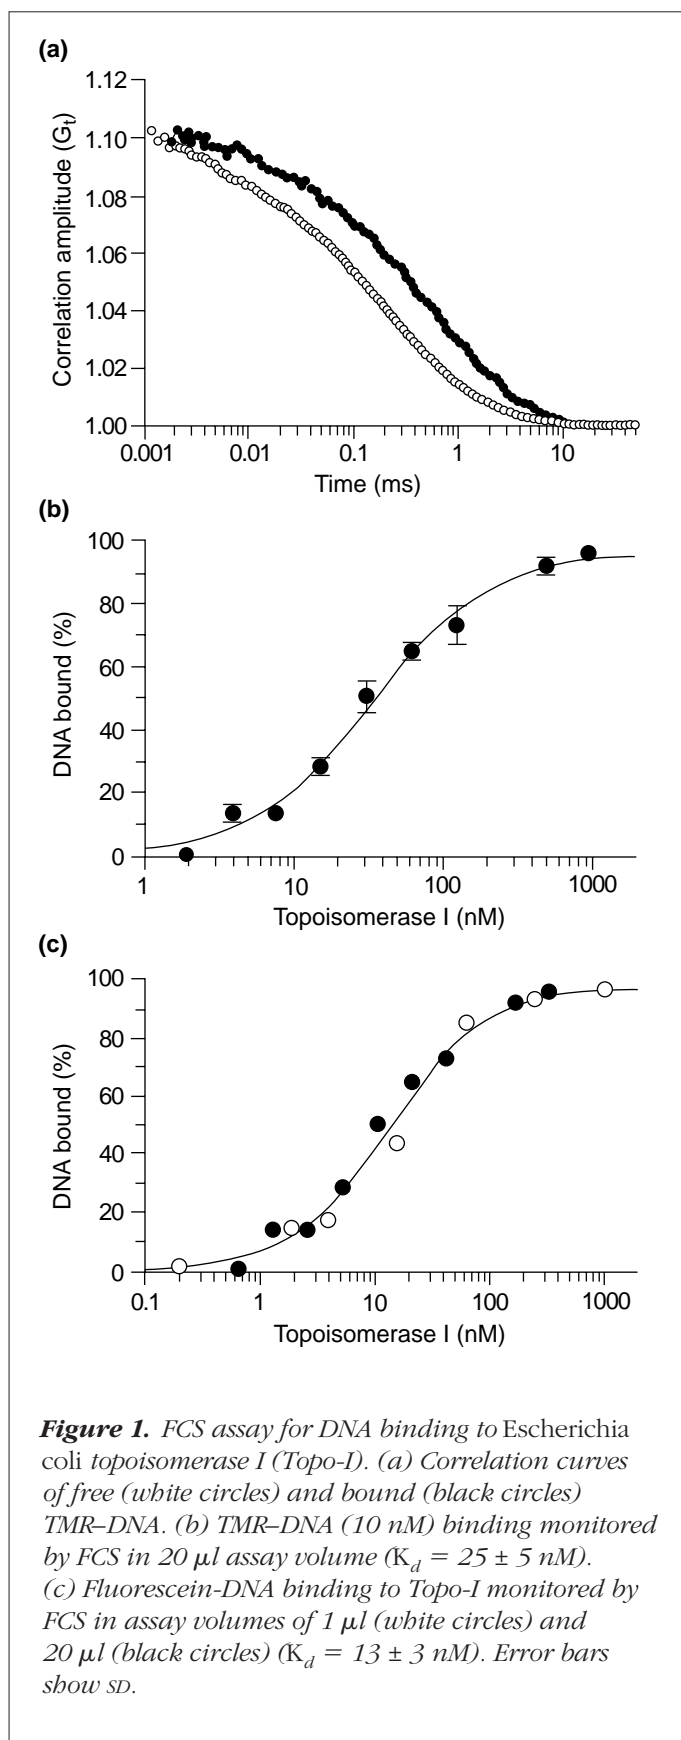 (a)
1.12
1.10
1.08
1.06
1.04
1.02
1.00
Correlation amplitude (Gt)
0.001 0.01 0.1 1 10
Time (ms)
(b)
100
80
60
40
20
0
DNA bound (%)
1 10 100 1000
Topoisomerase I (nM)
(c)
100
80
60
40
20
0
DNA bound (%)
0.1 1 10 100 1000
Topoisomerase I (nM)
Figure 1. FCS assay for DNA binding to Escherichia
coli topoisomerase I (Topo-I). (a) Correlation curves
of free (white circles) and bound (black circles)
TMR–DNA. (b) TMR–DNA (10 nM) binding monitored
by FCS in 20 µl assay volume (Kd = 25 ± 5 nM).
(c) Fluorescein-DNA binding to Topo-I monitored by
FCS in assay volumes of 1 µl (white circles) and
20 µl (black circles) (Kd = 13 ± 3 nM). Error bars
show SD.